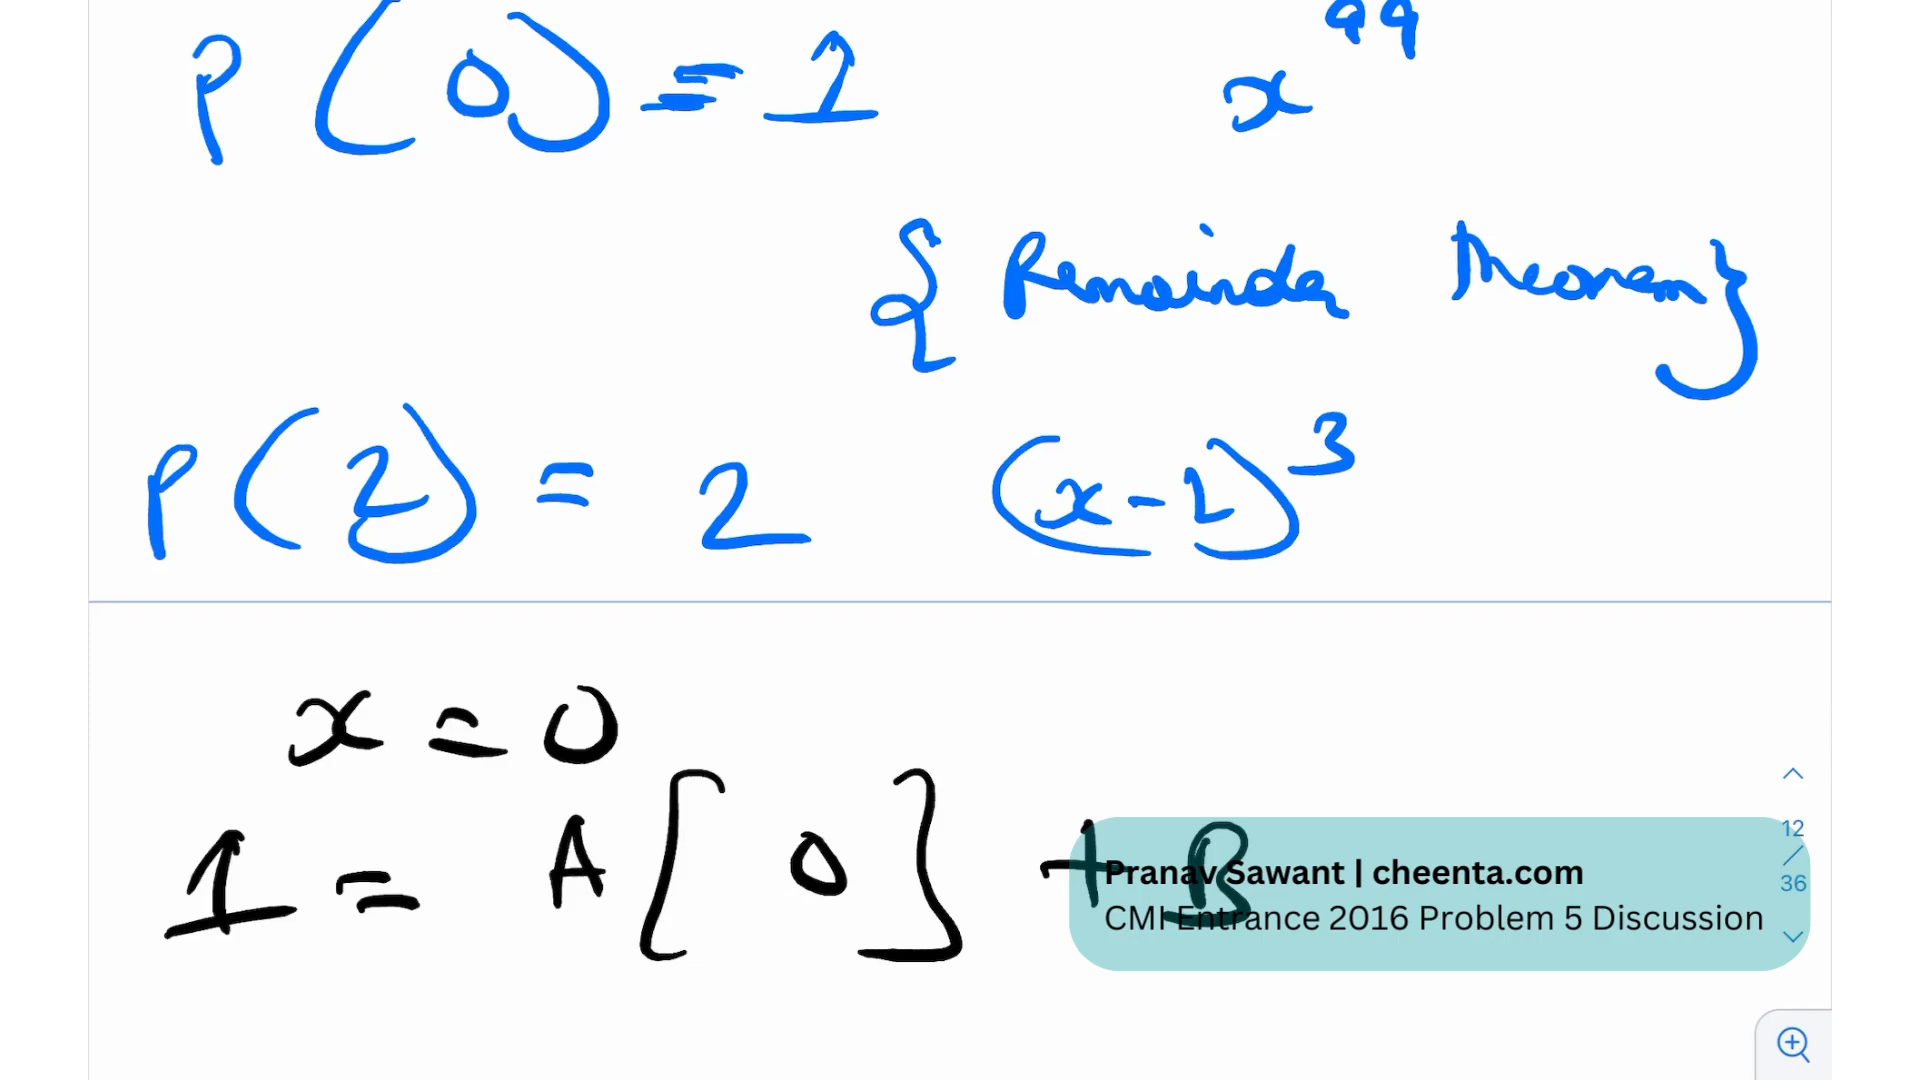 P(0) = 1 x^99
{ Remainder theorem }
P(2) = 2 (x-2)^3
x = 0
1 = A[0] + B
Pranav Sawant | cheenta.com
CMI Entrance 2016 Problem 5 Discussion
12
/
36